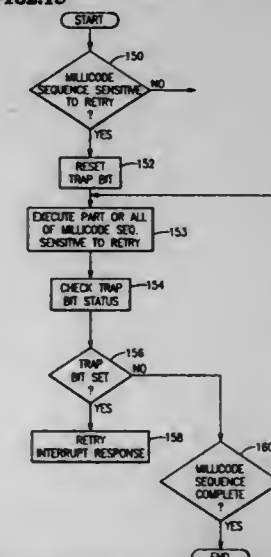 START
150
MILLICODE
SEQUENCE SENSITIVE
TO RETRY
?
NO
YES
RESET
TRAP BIT
152
EXECUTE PART OR ALL
OF MILLICODE SEQ.
SENSITIVE TO RETRY
153
CHECK TRAP
BIT STATUS
154
TRAP
BIT SET
?
156
NO
YES
RETRY
INTERRUPT RESPONSE
158
160
MILLICODE
SEQUENCE
COMPLETE
?
YES